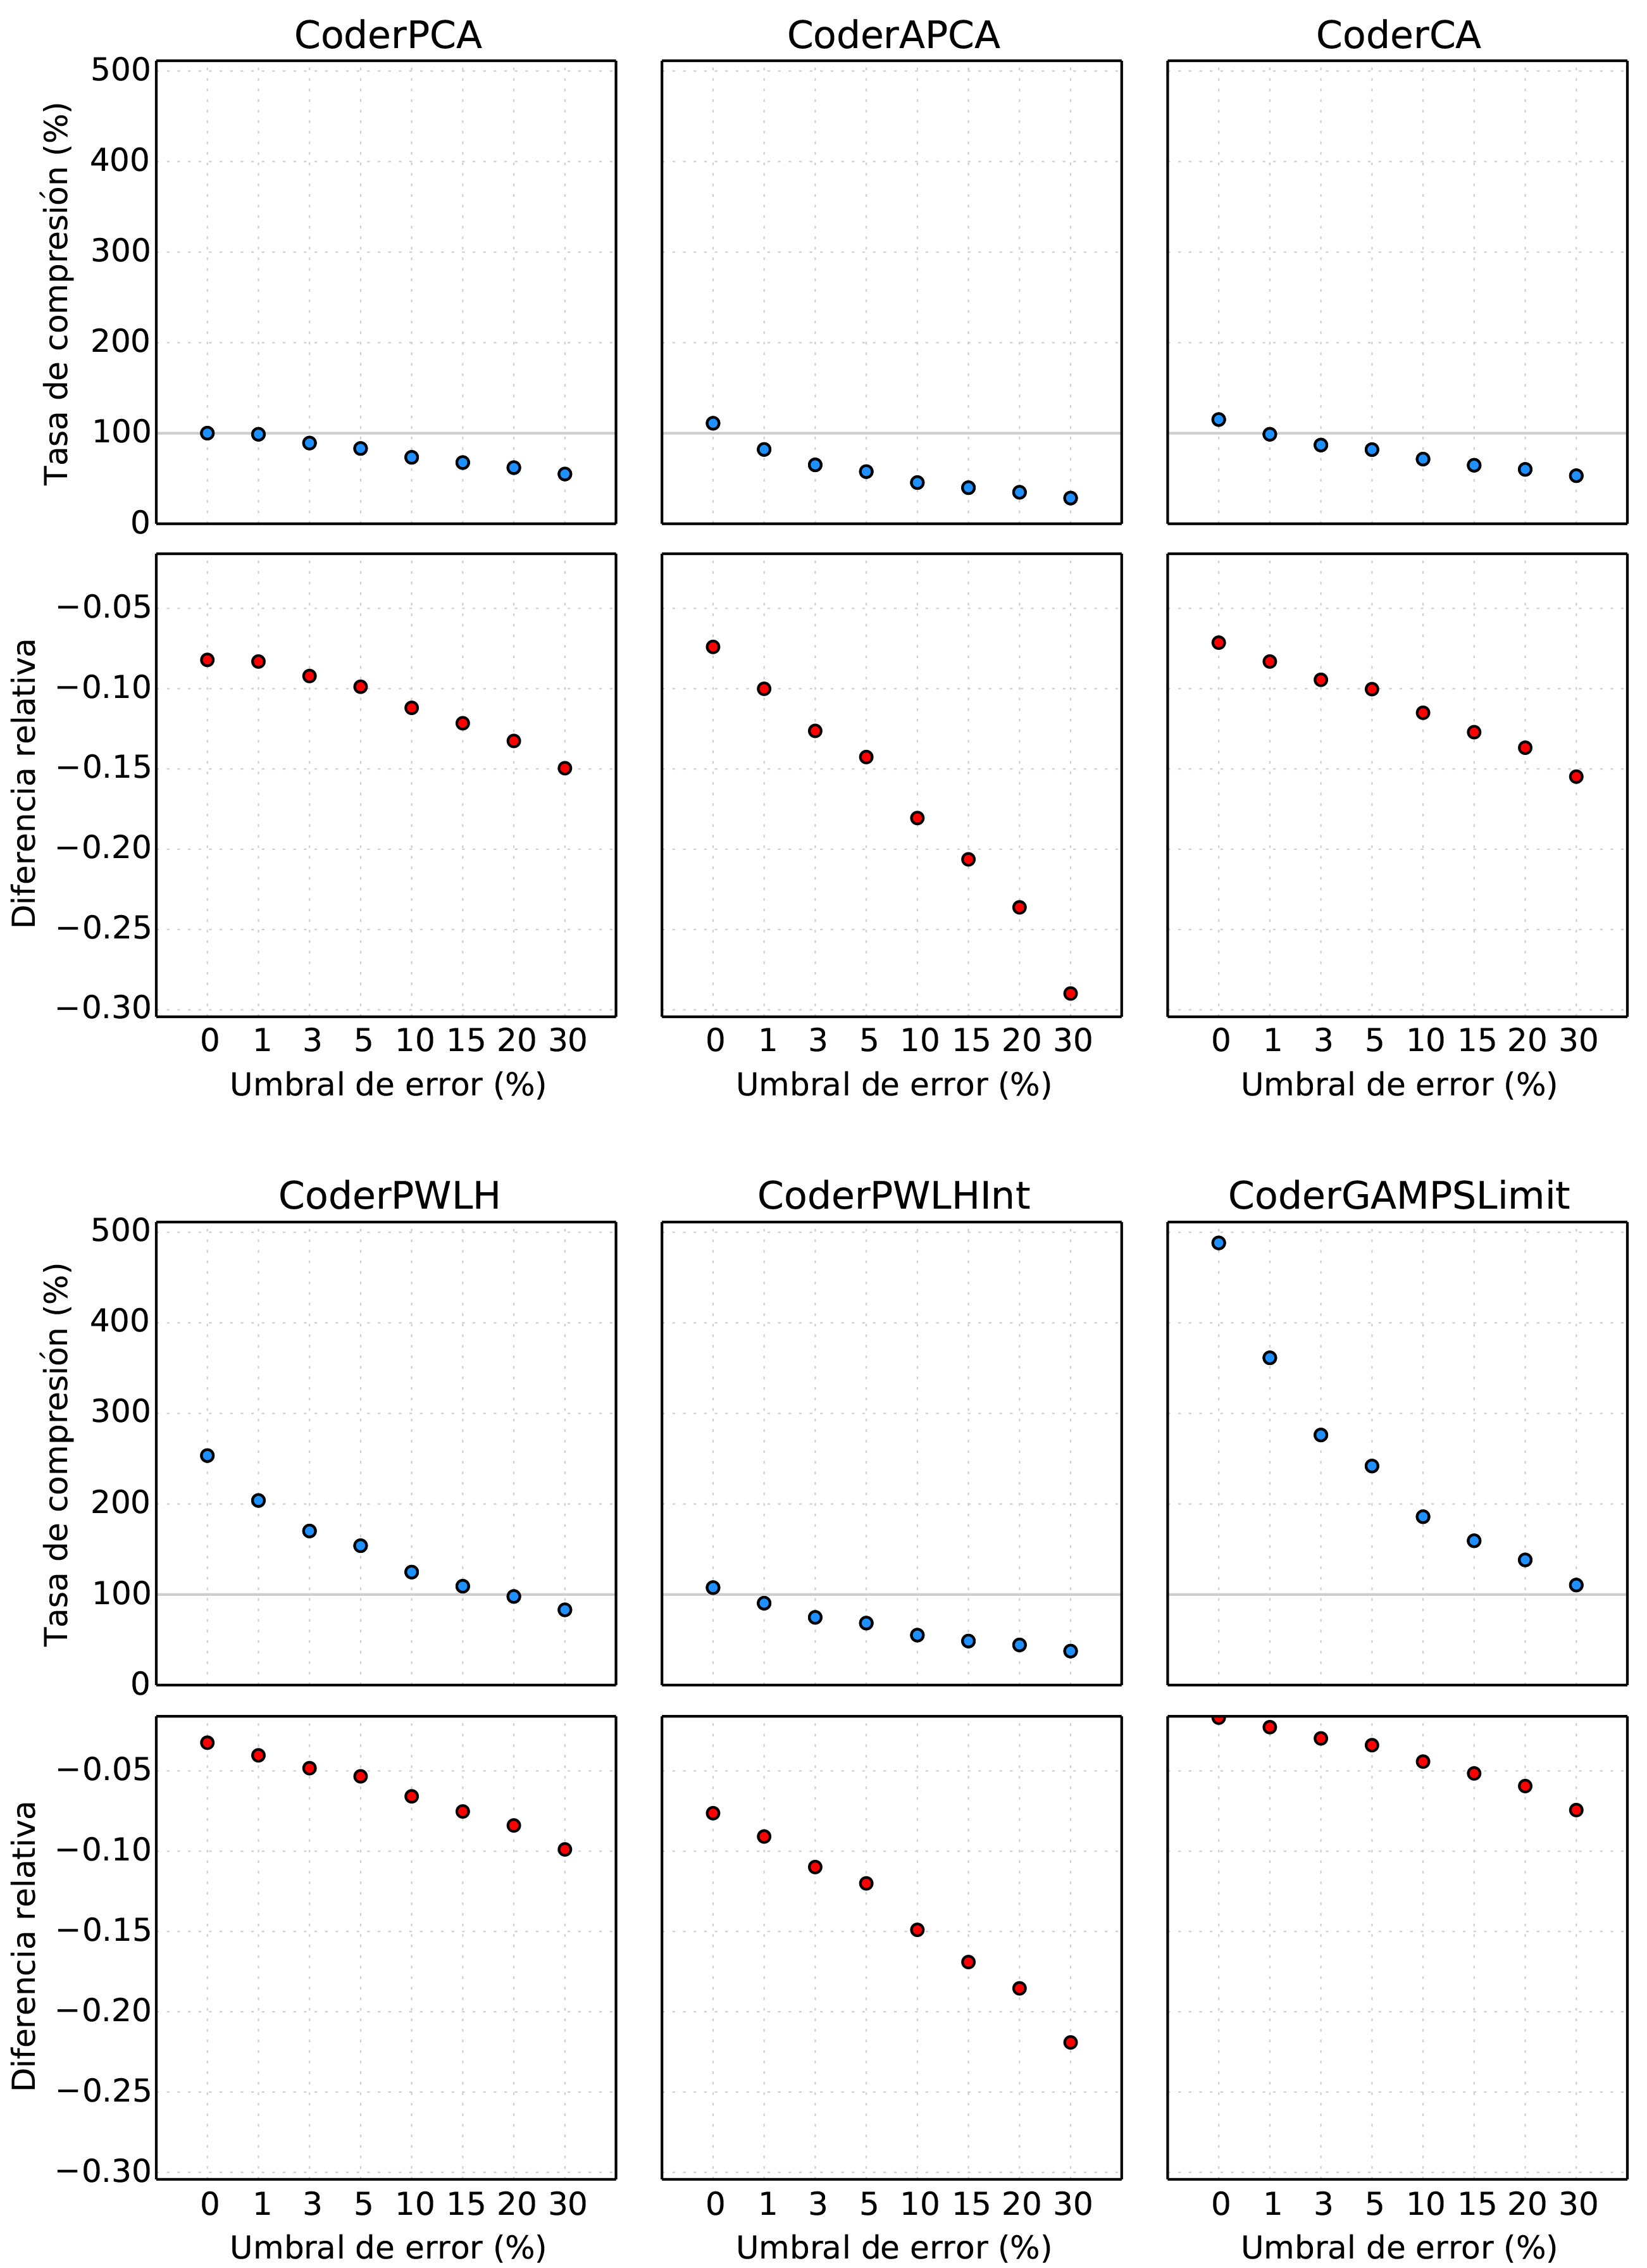 CoderPCA CoderAPCA CoderCA
Tasa de compresión (%)
500
400
300
200
100
0
Diferencia relativa
−0.05
−0.10
−0.15
−0.20
−0.25
−0.30
0 1 3 5 10 15 20 30 0 1 3 5 10 15 20 30 0 1 3 5 10 15 20 30
Umbral de error (%) Umbral de error (%) Umbral de error (%)
CoderPWLH CoderPWLHInt CoderGAMPSLimit
Tasa de compresión (%)
500
400
300
200
100
0
Diferencia relativa
−0.05
−0.10
−0.15
−0.20
−0.25
−0.30
0 1 3 5 10 15 20 30 0 1 3 5 10 15 20 30 0 1 3 5 10 15 20 30
Umbral de error (%) Umbral de error (%) Umbral de error (%)